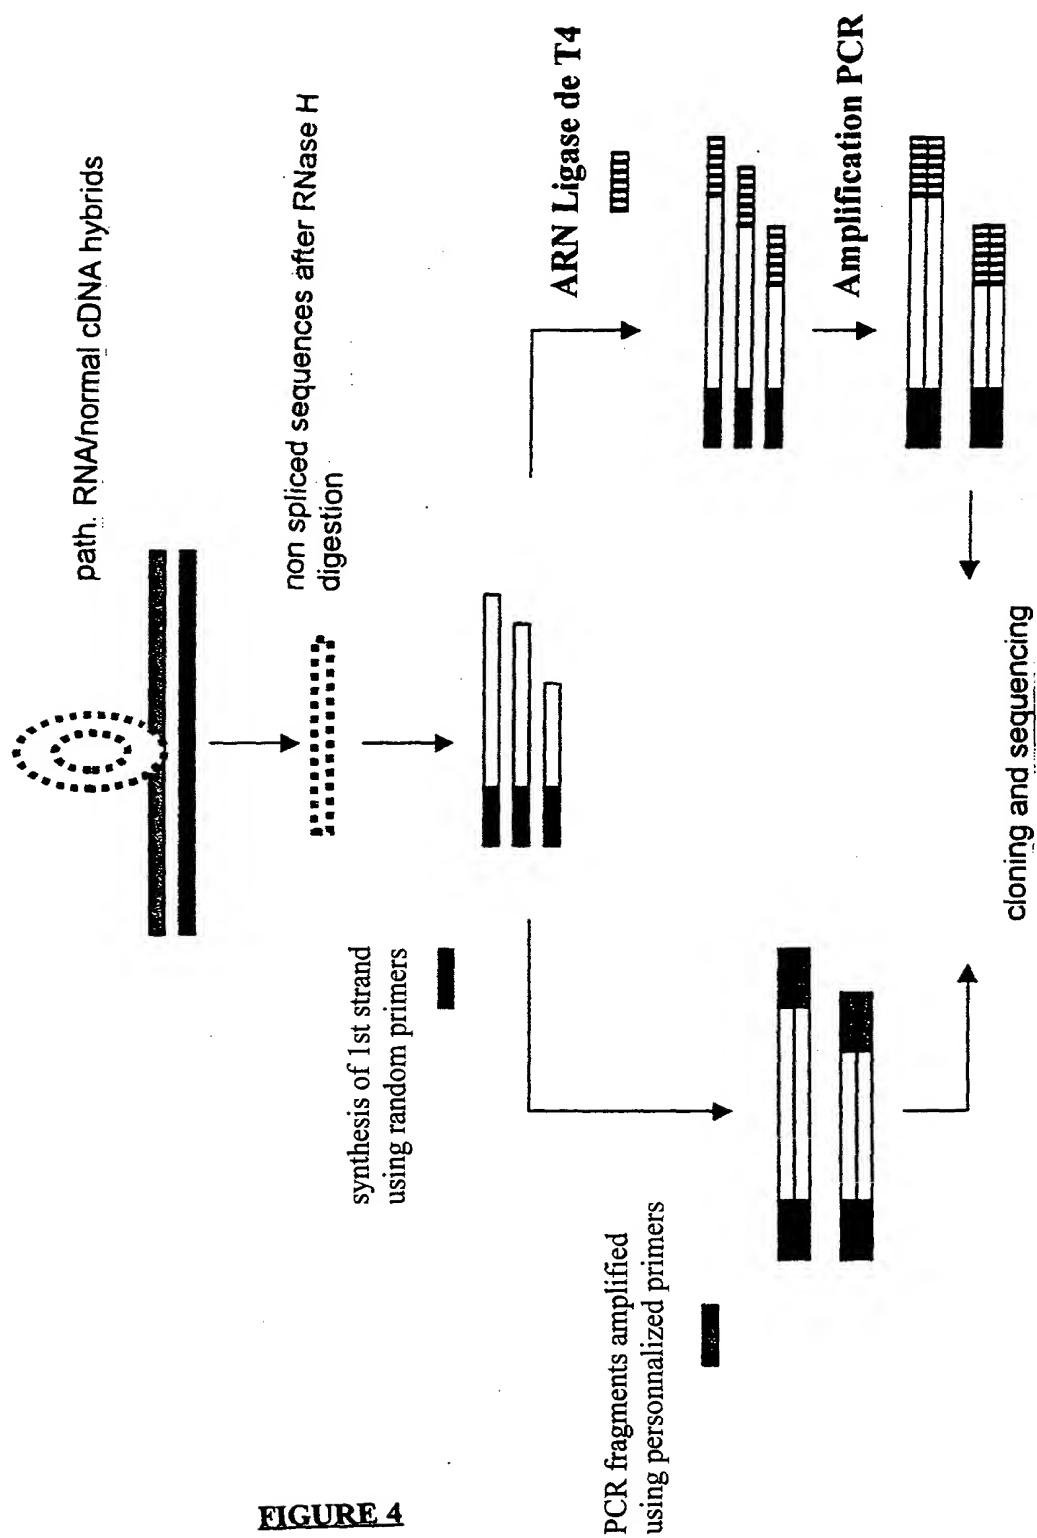 path. RNA/normal cDNA hybrids
non spliced sequences after RNase H
digestion
synthesis of 1st strand
using random primers
ARN Ligase de T4
PCR fragments amplified
using personnalized primers
Amplification PCR
cloning and sequencing
FIGURE 4